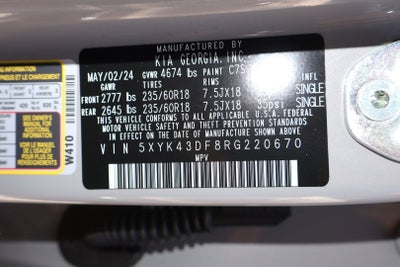 MANUFACTURED BY
KIA GEORGIA, INC.
MAY/02/24 GVWR 4674 lbs PAINT C7S
GAWR TIRES RIMS INFL
FRONT 2777 lbs 235/60R18 7.5JX18 SINGLE
REAR 2645 lbs 235/60R18 7.5JX18 35psi SINGLE
THIS VEHICLE CONFORMS TO ALL APPLICABLE U.S.A FEDERAL
MOTOR VEHICLE SAFETY, BUMPER, AND THEFT PREVENTION
STANDARDS IN EFFECT ON THE DATE OF MANUFACTURE SHOWN ABOVE.
VIN 5XYK43DF8RG220670
MPV
W410